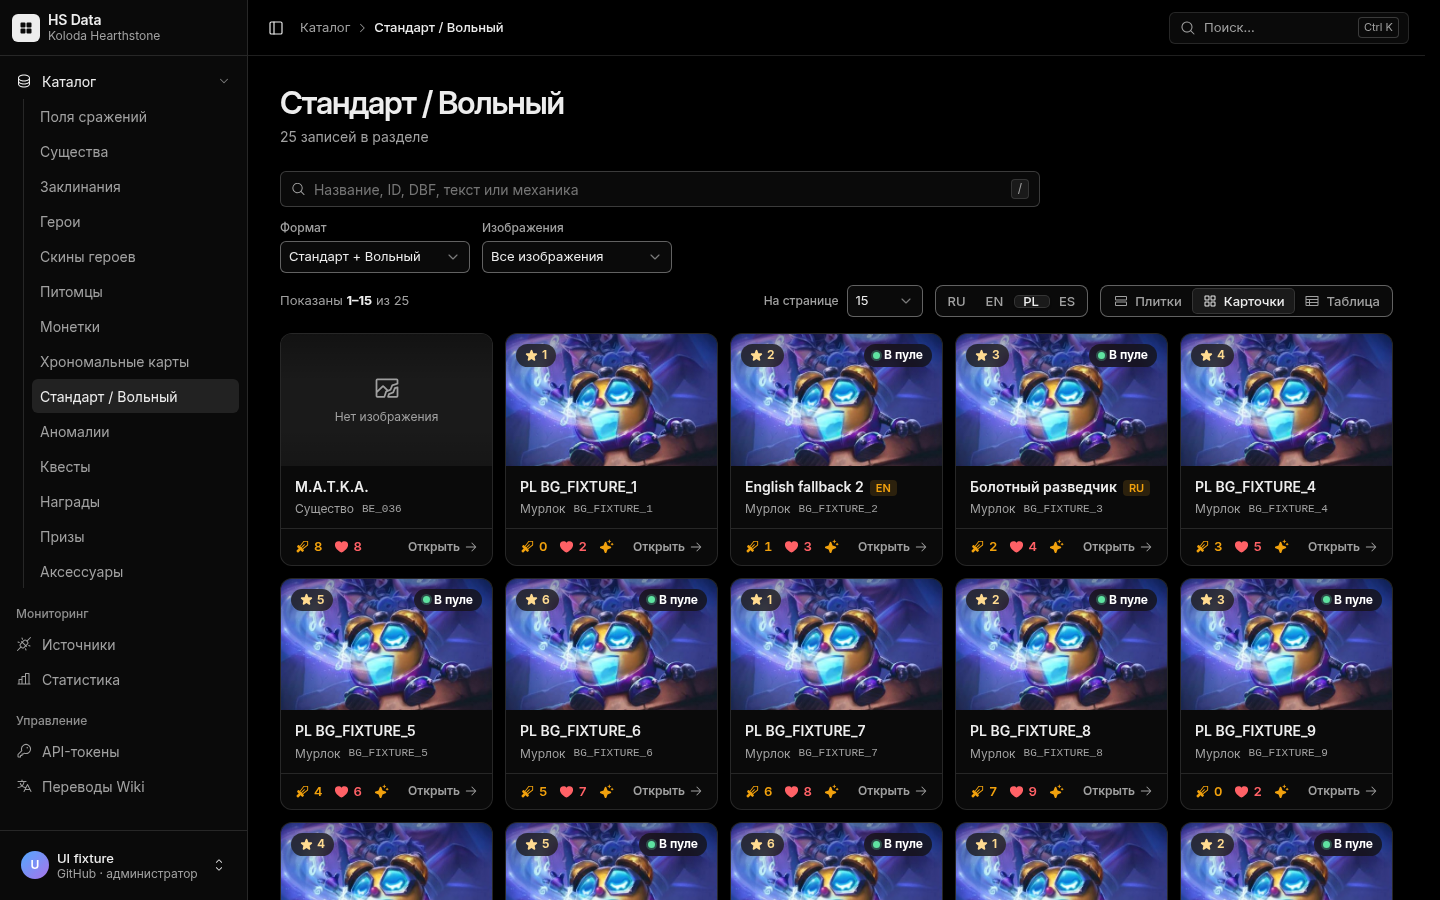 HS Data
Koloda Hearthstone
Каталог
Поля сражений
Существа
Заклинания
Герои
Скины героев
Питомцы
Монетки
Хрономальные карты
Стандарт / Вольный
Аномалии
Квесты
Награды
Призы
Аксессуары
Мониторинг
Источники
Статистика
Управление
API-токены
Переводы Wiki
U
UI fixture
GitHub · администратор
Каталог > Стандарт / Вольный
Поиск... Ctrl K
Стандарт / Вольный
25 записей в разделе
Название, ID, DBF, текст или механика /
Формат Изображения
Стандарт + Вольный Все изображения
Показаны 1–15 из 25 На странице 15 RU EN PL ES Плитки Карточки Таблица
Нет изображения
M.A.T.K.A.
Существо BE_036
8 8 Открыть
1
PL BG_FIXTURE_1
Мурлок BG_FIXTURE_1
0 2 Открыть
2 В пуле
English fallback 2 EN
Мурлок BG_FIXTURE_2
1 3 Открыть
3 В пуле
Болотный разведчик RU
Мурлок BG_FIXTURE_3
2 4 Открыть
4
PL BG_FIXTURE_4
Мурлок BG_FIXTURE_4
3 5 Открыть
5 В пуле
PL BG_FIXTURE_5
Мурлок BG_FIXTURE_5
4 6 Открыть
6 В пуле
PL BG_FIXTURE_6
Мурлок BG_FIXTURE_6
5 7 Открыть
1
PL BG_FIXTURE_7
Мурлок BG_FIXTURE_7
6 8 Открыть
2 В пуле
PL BG_FIXTURE_8
Мурлок BG_FIXTURE_8
7 9 Открыть
3 В пуле
PL BG_FIXTURE_9
Мурлок BG_FIXTURE_9
0 2 Открыть
4
5 В пуле
6 В пуле
1
2 В пуле